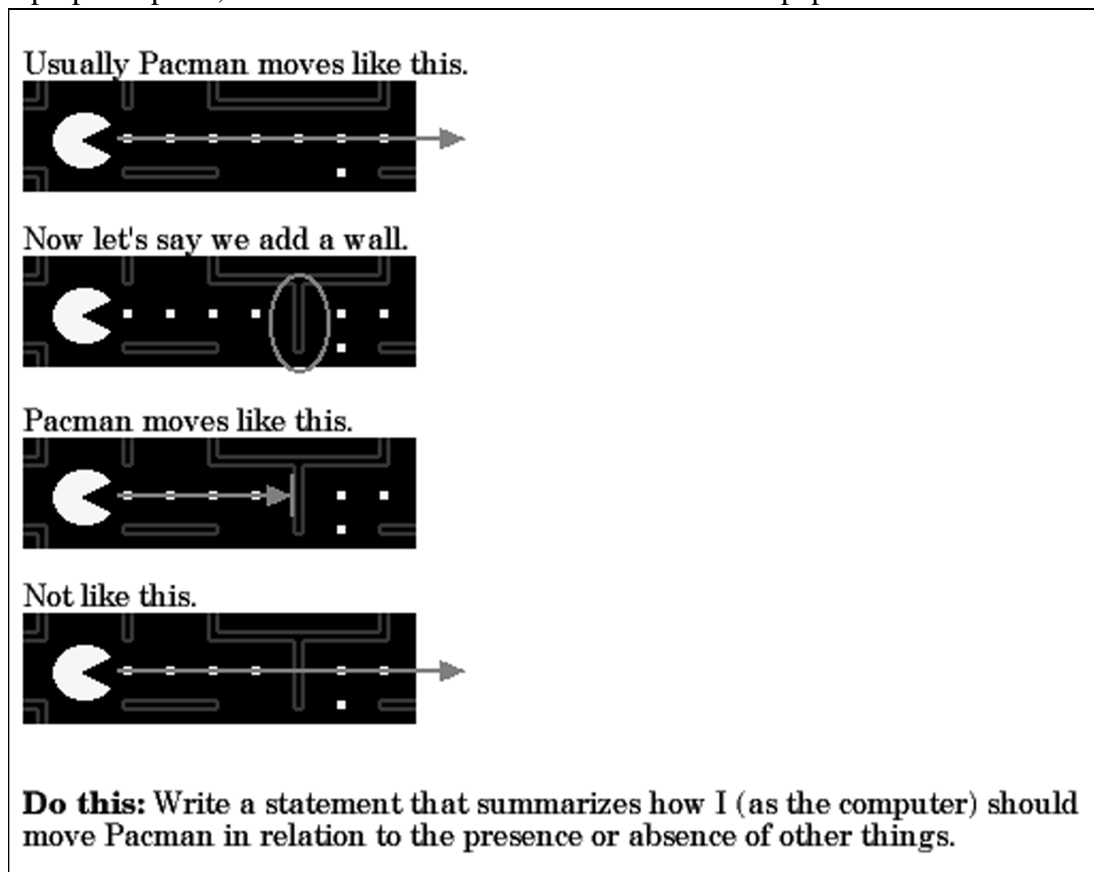 Usually Pacman moves like this.
Now let's say we add a wall.
Pacman moves like this.
Not like this.
Do this: Write a statement that summarizes how I (as the computer) should
move Pacman in relation to the presence or absence of other things.